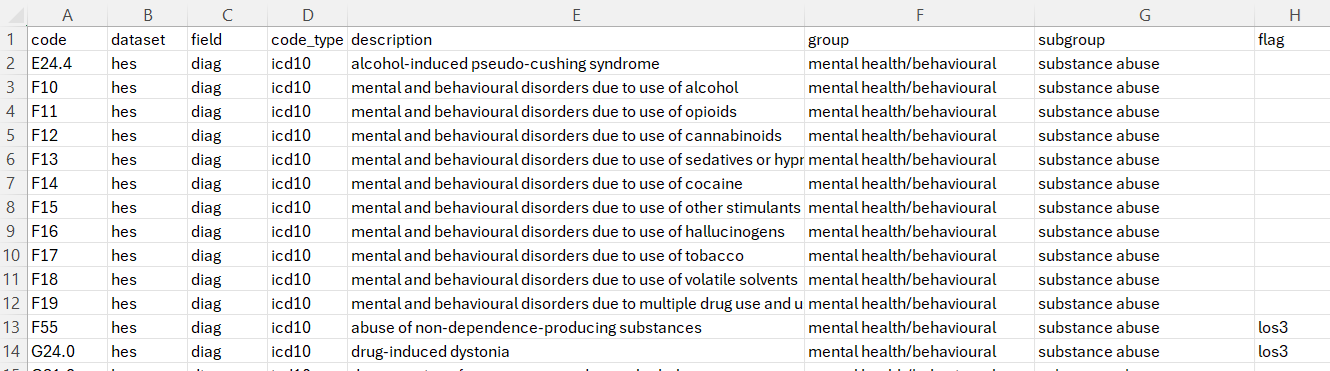 A B C D E F G H
1 code dataset field code_type description group subgroup flag
2 E24.4 hes diag icd10 alcohol-induced pseudo-cushing syndrome mental health/behavioural substance abuse
3 F10 hes diag icd10 mental and behavioural disorders due to use of alcohol mental health/behavioural substance abuse
4 F11 hes diag icd10 mental and behavioural disorders due to use of opioids mental health/behavioural substance abuse
5 F12 hes diag icd10 mental and behavioural disorders due to use of cannabinoids mental health/behavioural substance abuse
6 F13 hes diag icd10 mental and behavioural disorders due to use of sedatives or mental health/behavioural substance abuse
7 F14 hes diag icd10 mental and behavioural disorders due to use of cocaine mental health/behavioural substance abuse
8 F15 hes diag icd10 mental and behavioural disorders due to use of other stimulants mental health/behavioural substance abuse
9 F16 hes diag icd10 mental and behavioural disorders due to use of hallucinogens mental health/behavioural substance abuse
10 F17 hes diag icd10 mental and behavioural disorders due to use of tobacco mental health/behavioural substance abuse
11 F18 hes diag icd10 mental and behavioural disorders due to use of volatile solvents mental health/behavioural substance abuse
12 F19 hes diag icd10 mental and behavioural disorders due to multiple drug use and u mental health/behavioural substance abuse
13 F55 hes diag icd10 abuse of non-dependence-producing substances mental health/behavioural substance abuse los3
14 G24.0 hes diag icd10 drug-induced dystonia mental health/behavioural substance abuse los3